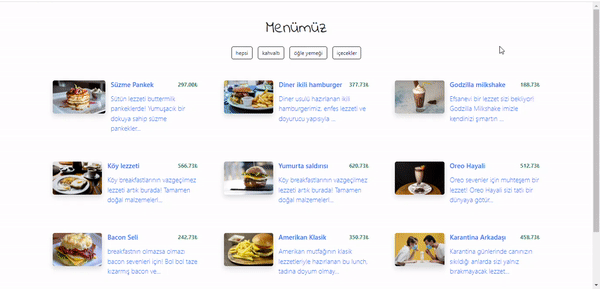 Menümüz
hepsi
kahvaltı
öğle yemeği
içecekler
Süzme Pankek 297.00₺
Sütün lezzeti buttermilk
pankeklerde! Yumuşacık bir
dokuya sahip süzme
pankekler...
Diner ikili hamburger 377.73₺
Diner usulü hazırlanan ikili
hamburgerimiz, enfes lezzeti ve
doyurucu yapısıyla ...
Godzilla milkshake 188.73₺
Efsanevi bir lezzet sizi bekliyor!
Godzilla Milkshake imizle
kendinizi şımartın ...
Köy lezzeti 566.73₺
Köy breakfastlarının vazgeçilmez
lezzeti artık burada! Tamamen
doğal malzemeleri...
Yumurta saldırısı 620.73₺
Köy breakfastlarının vazgeçilmez
lezzeti artık burada! Tamamen
doğal malzemeleri...
Oreo Hayali 512.73₺
Oreo sevenler için muhteşem bir
lezzet! Oreo Hayali sizi tatlı bir
dünyaya götür...
Bacon Seli 242.73₺
breakfastnın olmazsa olmazı
bacon sevenleri için! Bol bol taze
kızarmış bacon ve...
Amerikan Klasik 350.73₺
Amerikan mutfağının klasik
lezzetleriyle hazırlanan bu lunch,
tadına doyum olmay...
Karantina Arkadaşı 458.73₺
Karantina günlerinde canınızın
sıkıldığı anlarda sizi yalnız
bırakmayacak lezzet...